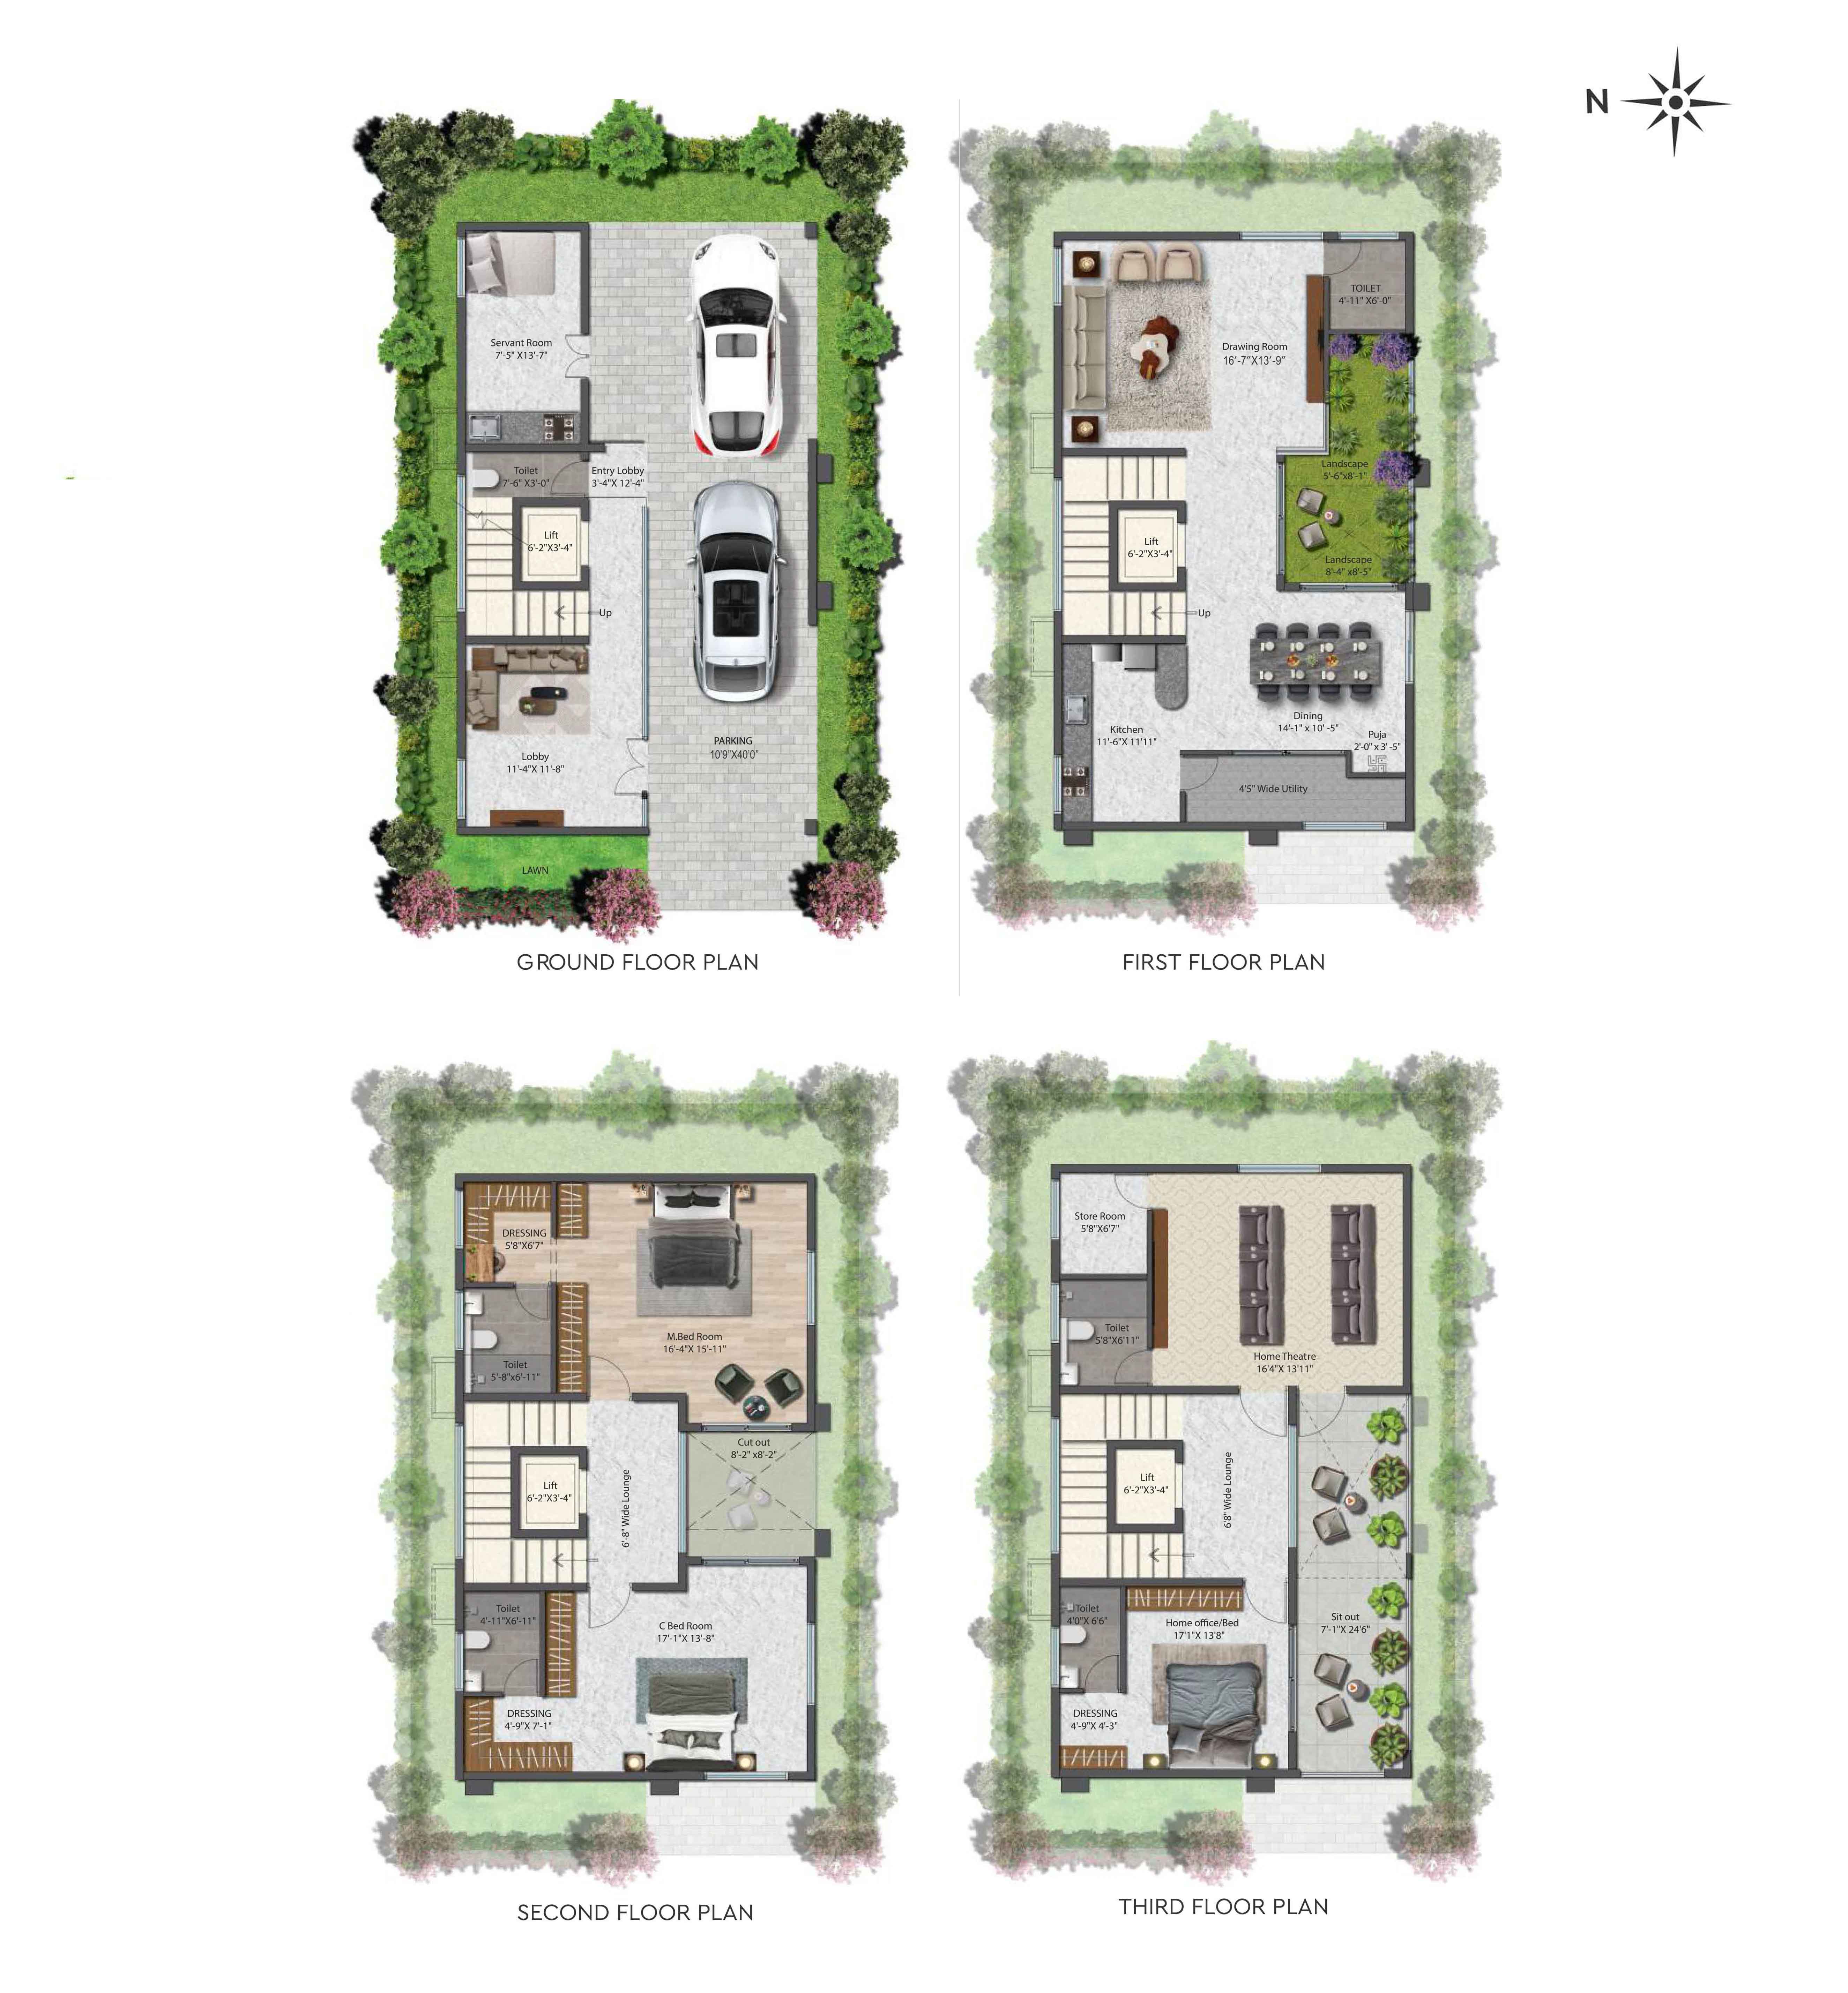 N
Servant Room
7'-5" X13'-7"
Toilet
7'-6" X3'-0"
Entry Lobby
3'-4"X 12'-4"
Lift
6'-2"X3'-4"
Up
Lobby
11'-4"X 11'-8"
PARKING
10'9"X40'0"
LAWN
GROUND FLOOR PLAN
TOILET
4'-11" X6'-0"
Drawing Room
16'-7"X13'-9"
Landscape
5'-6"x8'-1"
Lift
6'-2"X3'-4"
Landscape
8'-4" x8'-5"
Up
Dining
14'-1" x 10' -5"
Kitchen
11'-6"X 11'11"
Puja
2'-0" x 3' -5"
4'5" Wide Utility
FIRST FLOOR PLAN
DRESSING
5'8"X6'7"
M.Bed Room
16'-4"X 15'-11"
Toilet
5'-8"x6'-11"
Cut out
8'-2" x8'-2"
Lift
6'-2"X3'-4"
6'-8" Wide Lounge
Toilet
4'-11"X6'-11"
C Bed Room
17'-1"X 13'-8"
DRESSING
4'-9"X 7'-1"
SECOND FLOOR PLAN
Store Room
5'8"X6'7"
Toilet
5'8"X6'11"
Home Theatre
16'4"X 13'11"
Lift
6'-2"X3'-4"
6'8" Wide Lounge
Toilet
4'0"X 6'6"
Home office/Bed
17'1"X 13'8"
Sit out
7'-1"X 24'6"
DRESSING
4'-9"X 4'-3"
THIRD FLOOR PLAN